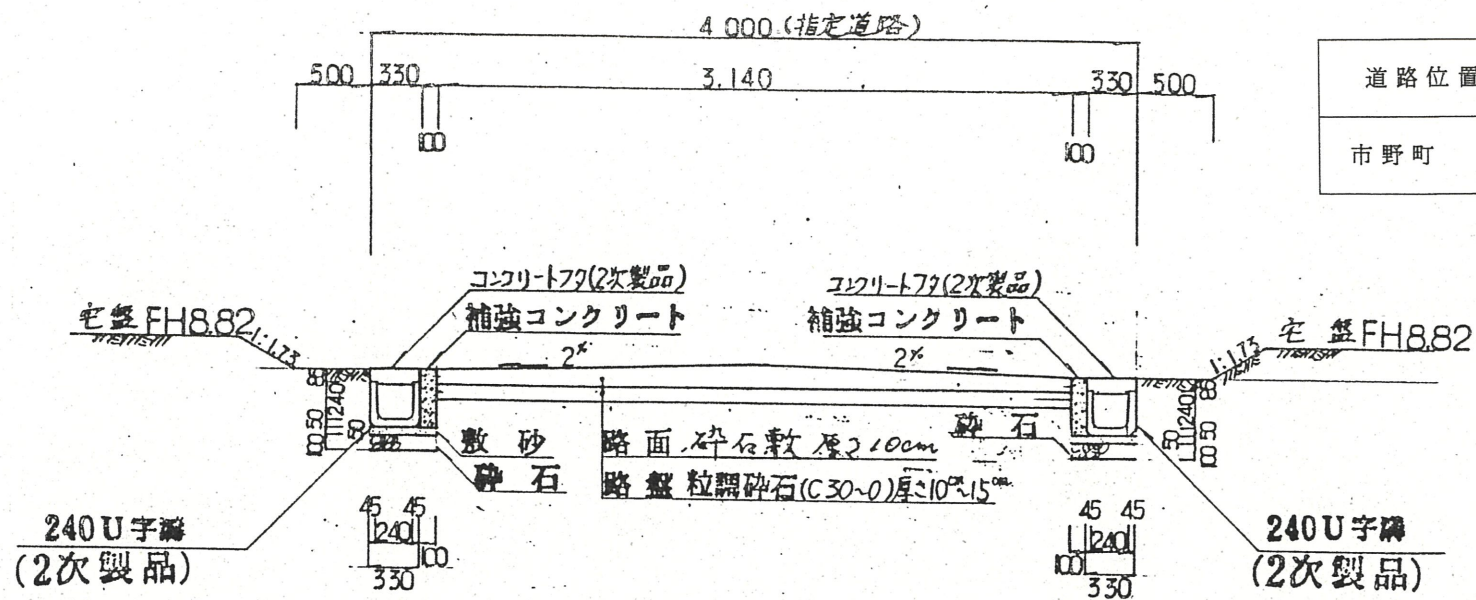 4 000 (指定道路)
500 330 3.140 330 500
100 100
道路位置
市野町
コンクリートフタ(2次製品) コンクリートフタ(2次製品)
補強コンクリート 補強コンクリート
宅盤 FH8.82 1:1.73 2% 2% 1:1.73 宅盤 FH8.82
240 50 50 100
240 50 50 100
敷砂 路面 砕石敷 厚さ10cm 砕石
砕石 路盤 粒調砕石(C30~0)厚さ10cm~15cm
45 45 45 45
240 240
100 100
330 330
240U字溝 240U字溝
(2次製品) (2次製品)